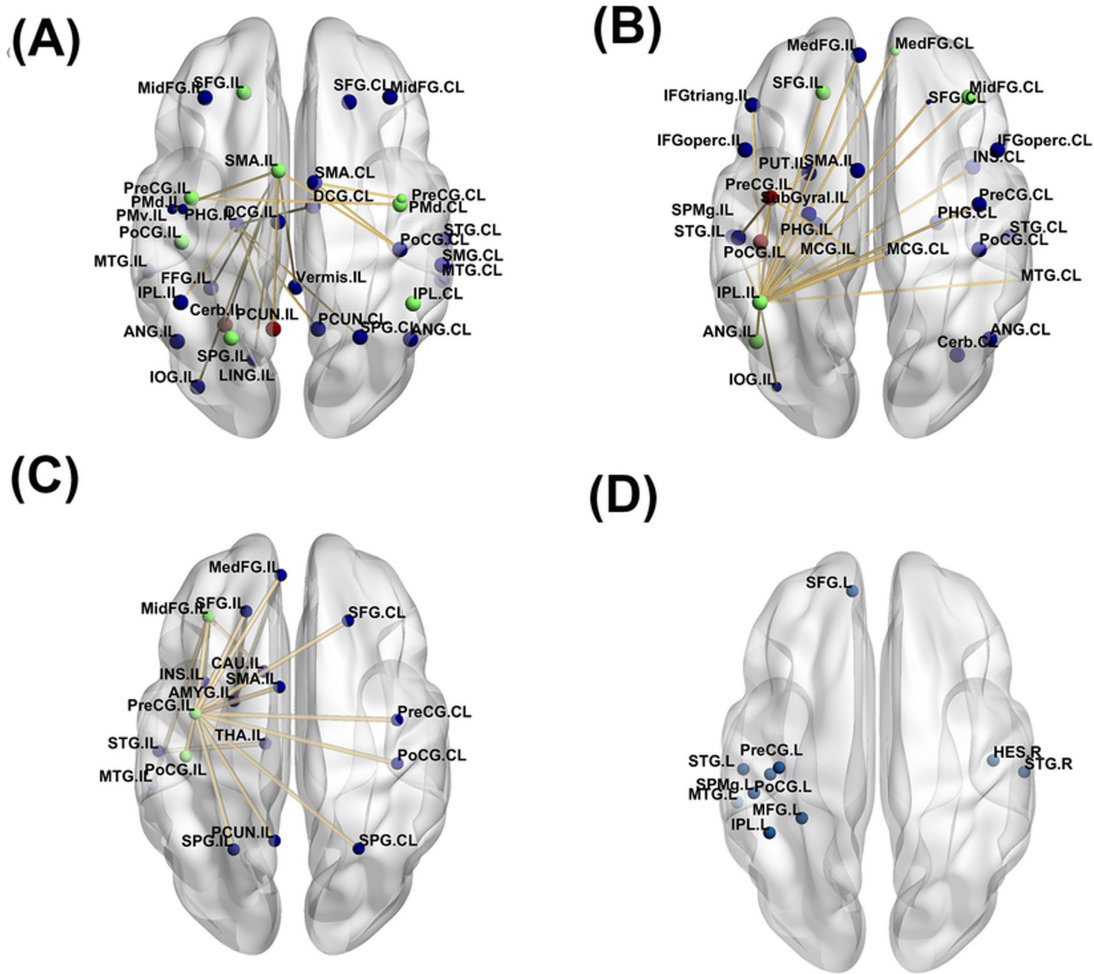 (A)
MidFG.IL
SFG.IL
SFG.CL
MidFG.CL
SMA.IL
SMA.CL
PreCG.IL
DCG.CL
PreCG.CL
PMd.IL
PMd.CL
PMv.IL
PHG.IL
DCG.IL
PoCG.IL
STG.CL
PoCG.CL
SMG.CL
MTG.IL
MTG.CL
FFG.IL
Vermis.IL
IPL.IL
IPL.CL
Cerb.IL
PCUN.IL
PCUN.CL
SPG.CL
ANG.CL
ANG.IL
SPG.IL
IOG.IL
LING.IL
(B)
MedFG.IL
MedFG.CL
SFG.IL
MidFG.CL
IFGtriang.IL
SFG.CL
IFGoperc.IL
IFGoperc.CL
PUT.IL
SMA.IL
INS.CL
PreCG.IL
SubGyral.IL
PreCG.CL
SPMg.IL
PHG.CL
STG.IL
PHG.IL
STG.CL
PoCG.IL
MCG.IL
MCG.CL
PoCG.CL
MTG.CL
IPL.IL
ANG.IL
ANG.CL
Cerb.CL
IOG.IL
(C)
MedFG.IL
MidFG.IL
SFG.IL
SFG.CL
CAU.IL
INS.IL
SMA.IL
AMYG.IL
PreCG.IL
PreCG.CL
STG.IL
THA.IL
PoCG.CL
MTG.IL
PoCG.IL
SPG.IL
PCUN.IL
SPG.CL
(D)
SFG.L
PreCG.L
HES.R
STG.L
STG.R
SPMg.L
PoCG.L
MTG.L
MFG.L
IPL.L